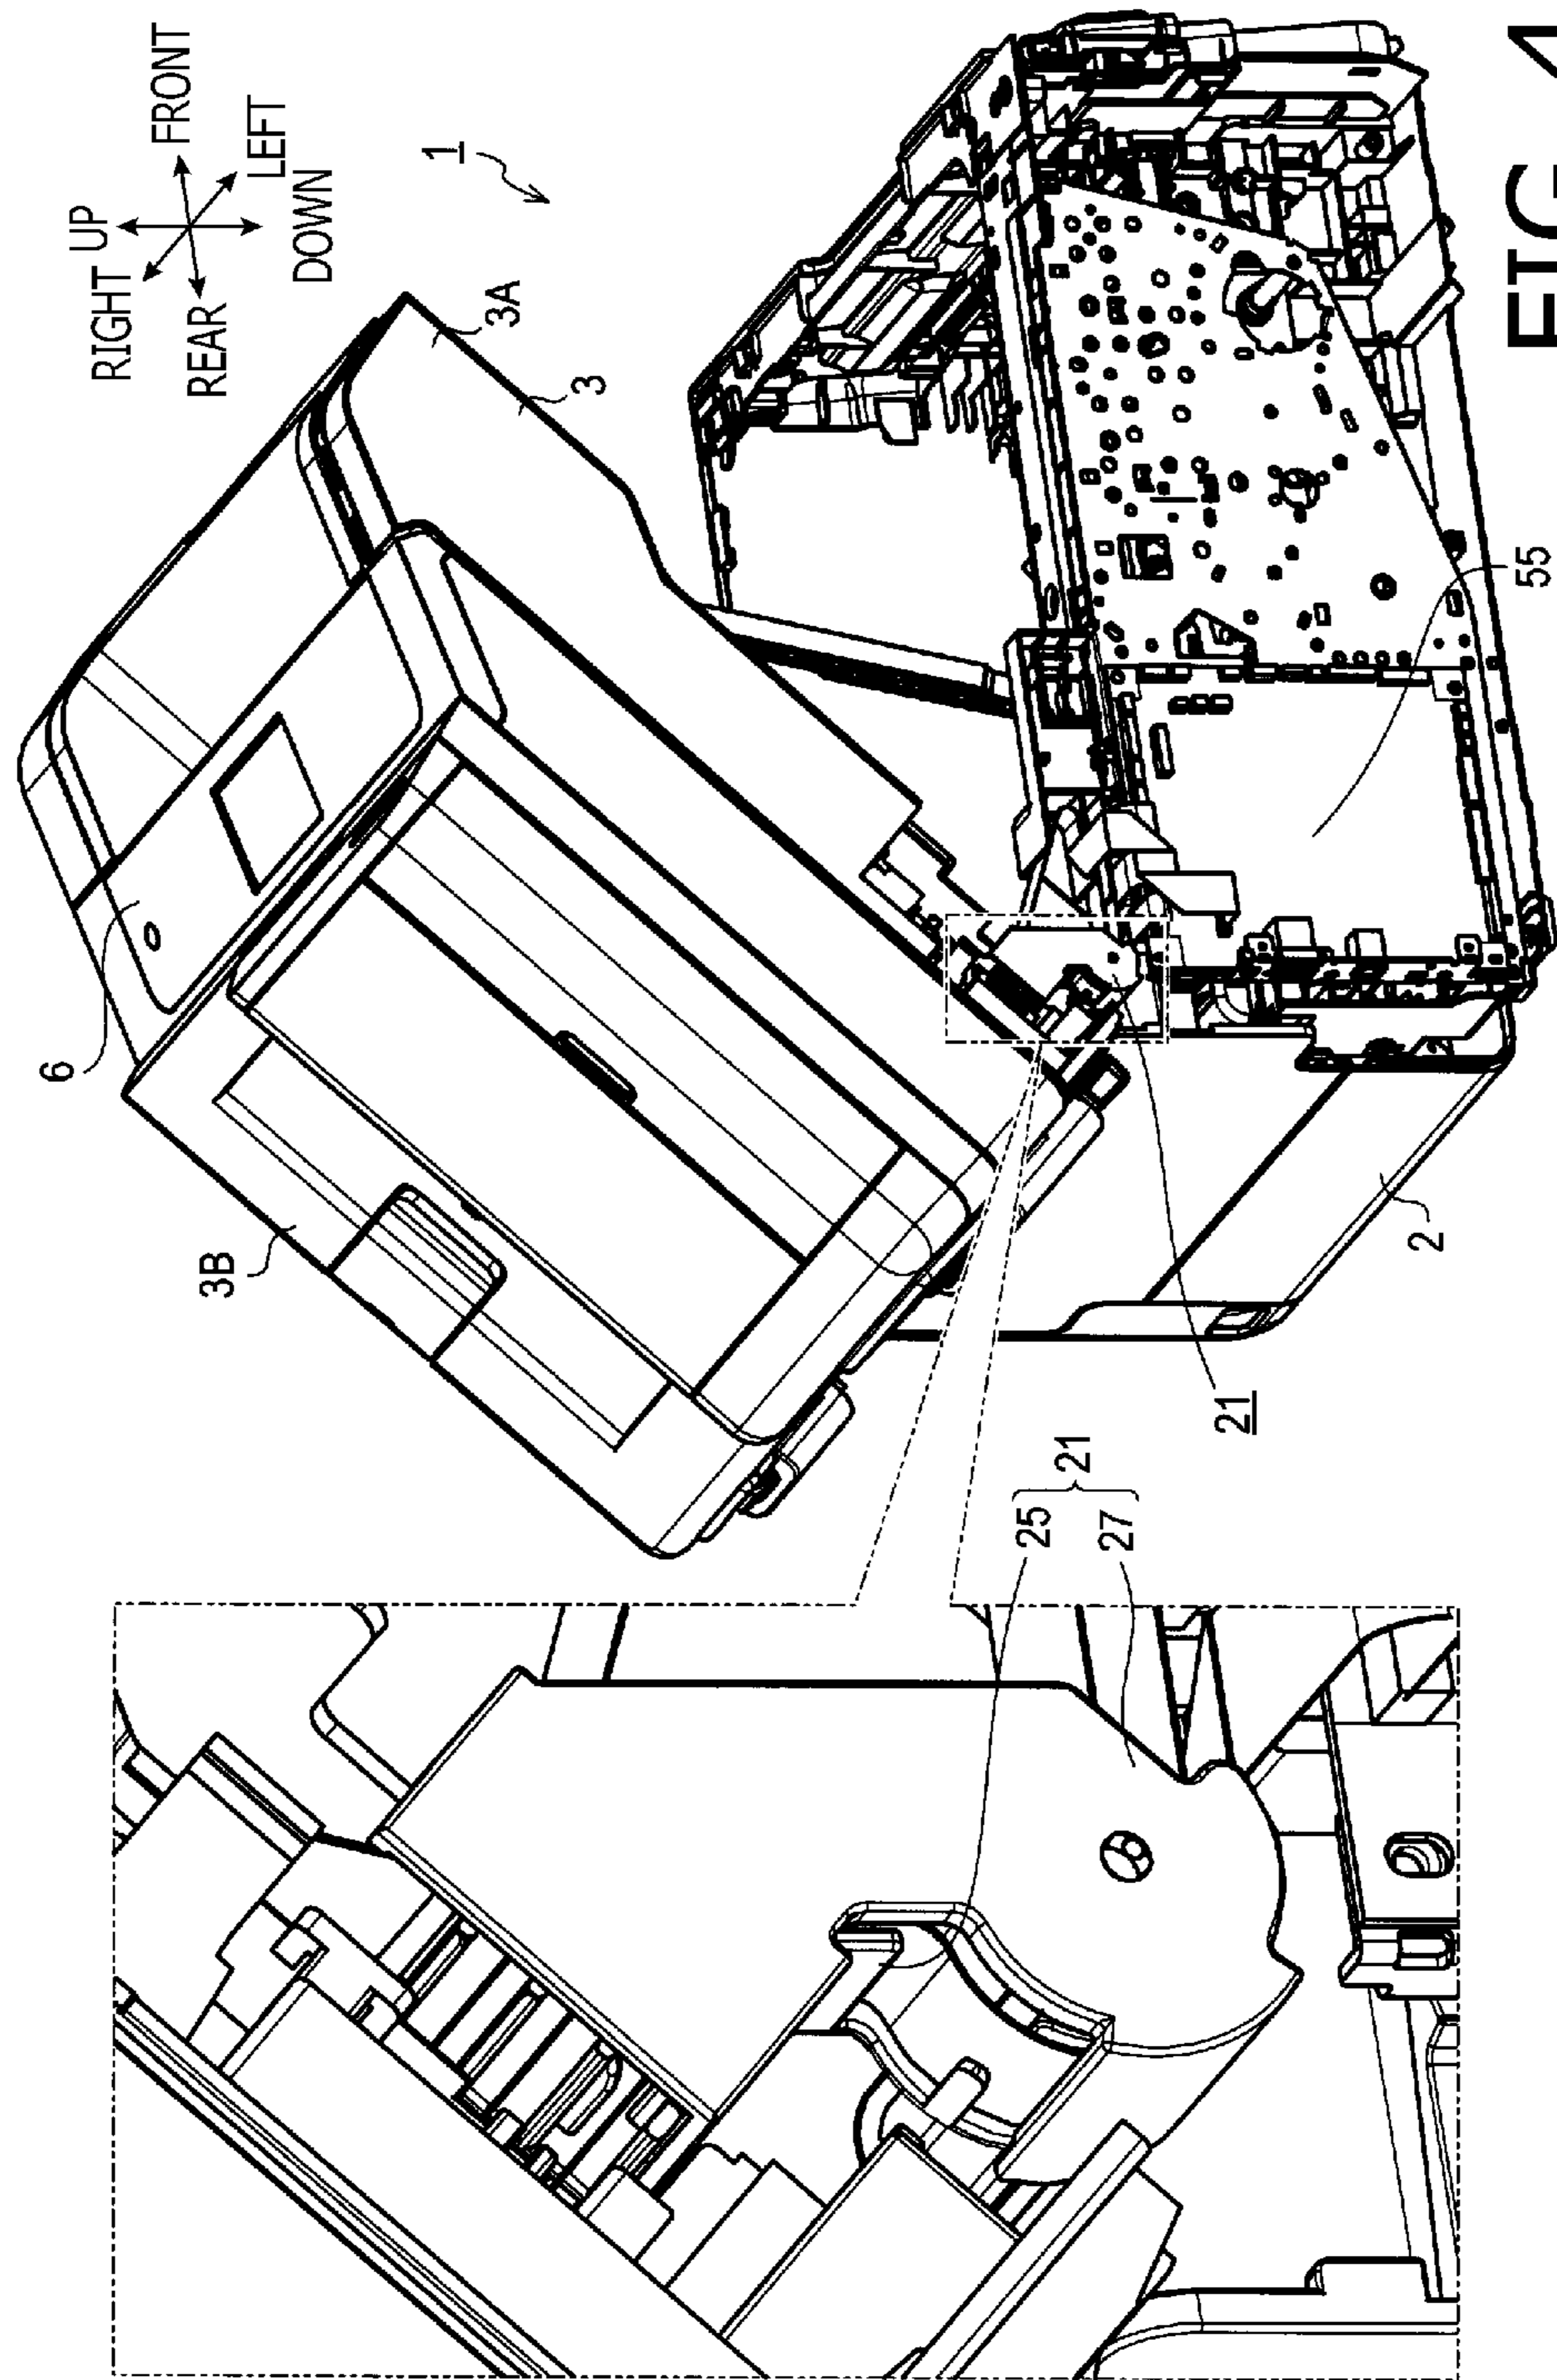 RIGHT
UP
FRONT
REAR
LEFT
DOWN
1
3A
3
6
3B
55
2
21
25
21
27
FIG. 4